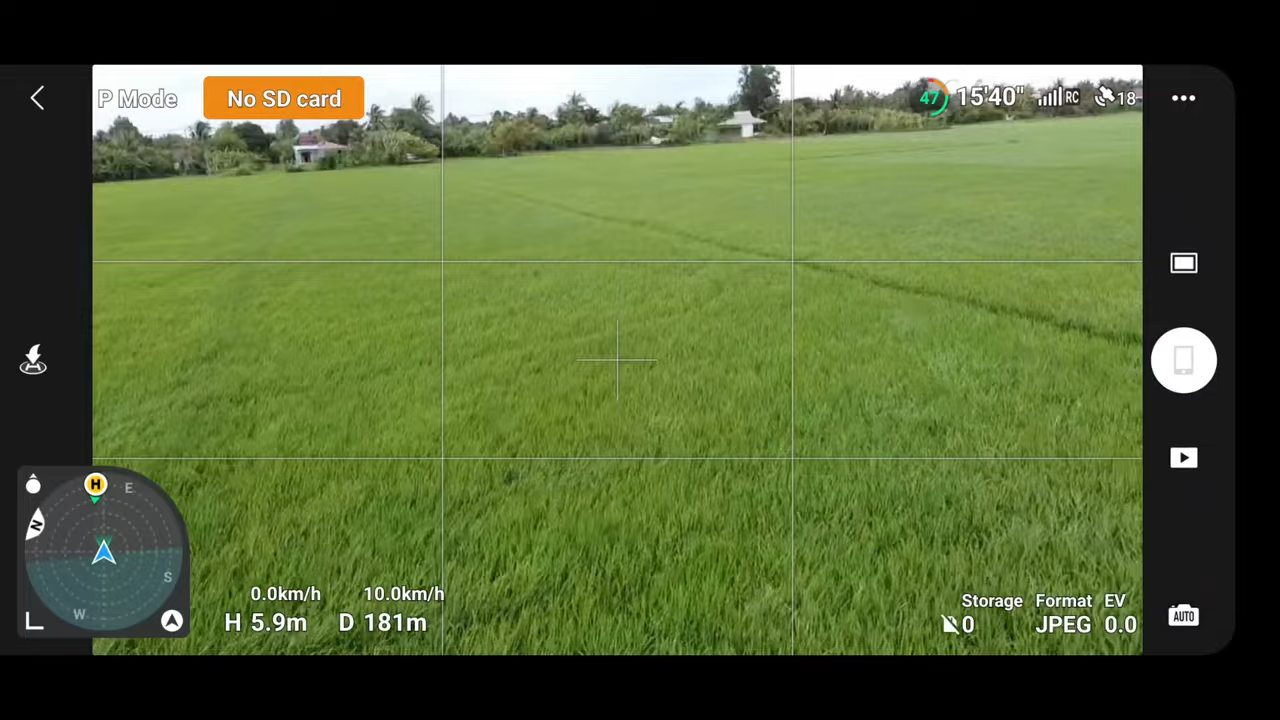 P Mode
No SD card
47
15'40"
RC
18
H
E
N
S
W
0.0km/h 10.0km/h
H 5.9m D 181m
Storage Format EV
0 JPEG 0.0
AUTO